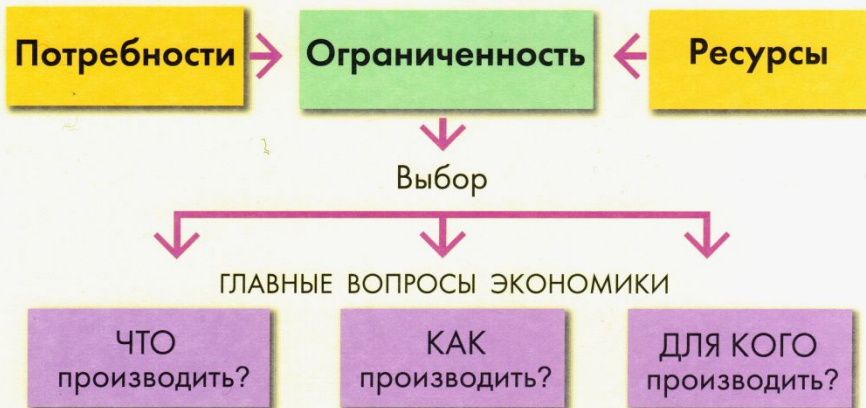 Потребности
Ограниченность
Ресурсы
Выбор
ГЛАВНЫЕ ВОПРОСЫ ЭКОНОМИКИ
ЧТО
производить?
КАК
производить?
ДЛЯ КОГО
производить?